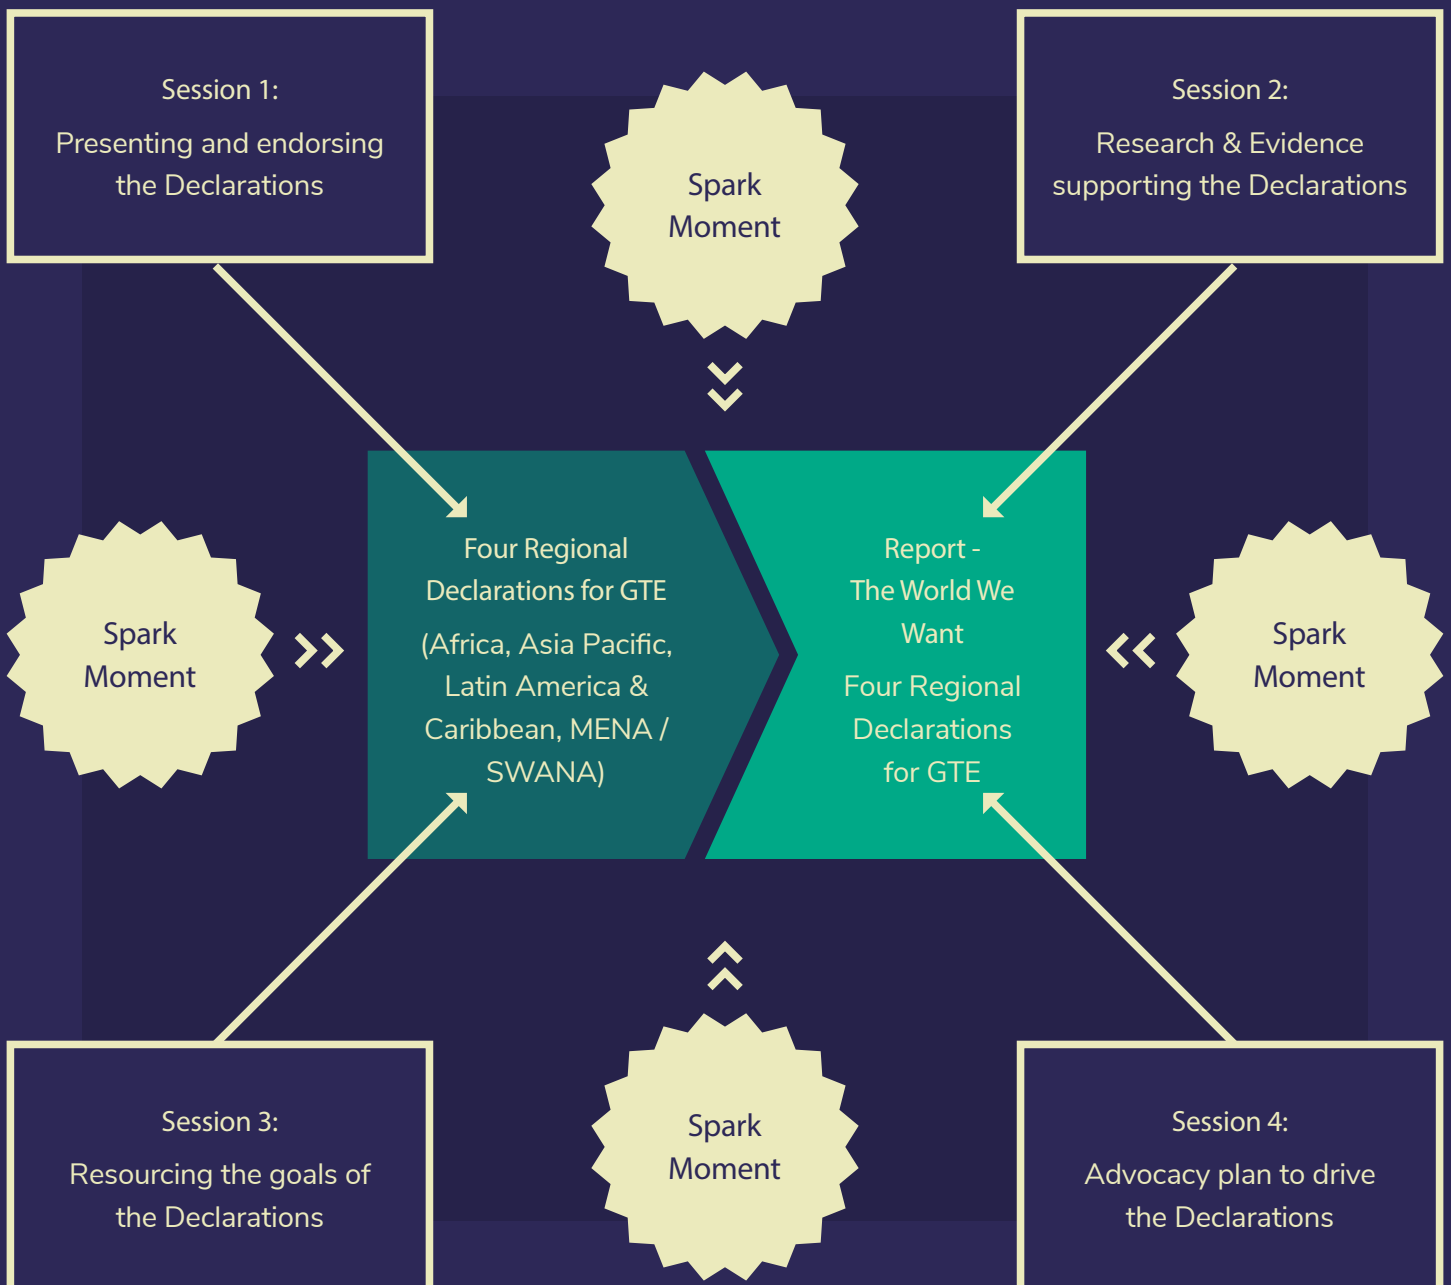 Session 1:
Presenting and endorsing
the Declarations
Spark
Moment
Session 2:
Research & Evidence
supporting the Declarations
Spark
Moment
Four Regional
Declarations for GTE
(Africa, Asia Pacific,
Latin America &
Caribbean, MENA /
SWANA)
Report -
The World We
Want
Four Regional
Declarations
for GTE
Spark
Moment
Session 3:
Resourcing the goals of
the Declarations
Spark
Moment
Session 4:
Advocacy plan to drive
the Declarations